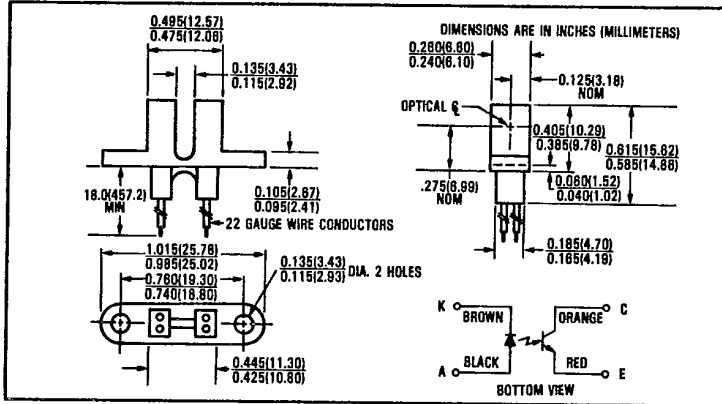 0.495(12.57)
0.475(12.06)
0.135(3.43)
0.115(2.92)
18.0(457.2)
MIN
0.105(2.67)
0.095(2.41)
22 GAUGE WIRE CONDUCTORS
1.015(25.78)
0.985(25.02)
0.760(19.30)
0.740(18.80)
0.135(3.43)
0.115(2.93)
DIA. 2 HOLES
0.445(11.30)
0.425(10.80)
DIMENSIONS ARE IN INCHES (MILLIMETERS)
0.260(6.60)
0.240(6.10)
0.125(3.18)
NOM
OPTICAL ℄
0.405(10.29)
0.385(9.78)
0.615(15.62)
0.585(14.86)
.275(6.99)
NOM
0.060(1.52)
0.040(1.02)
0.185(4.70)
0.165(4.19)
K
BROWN
ORANGE
C
A
BLACK
RED
E
BOTTOM VIEW